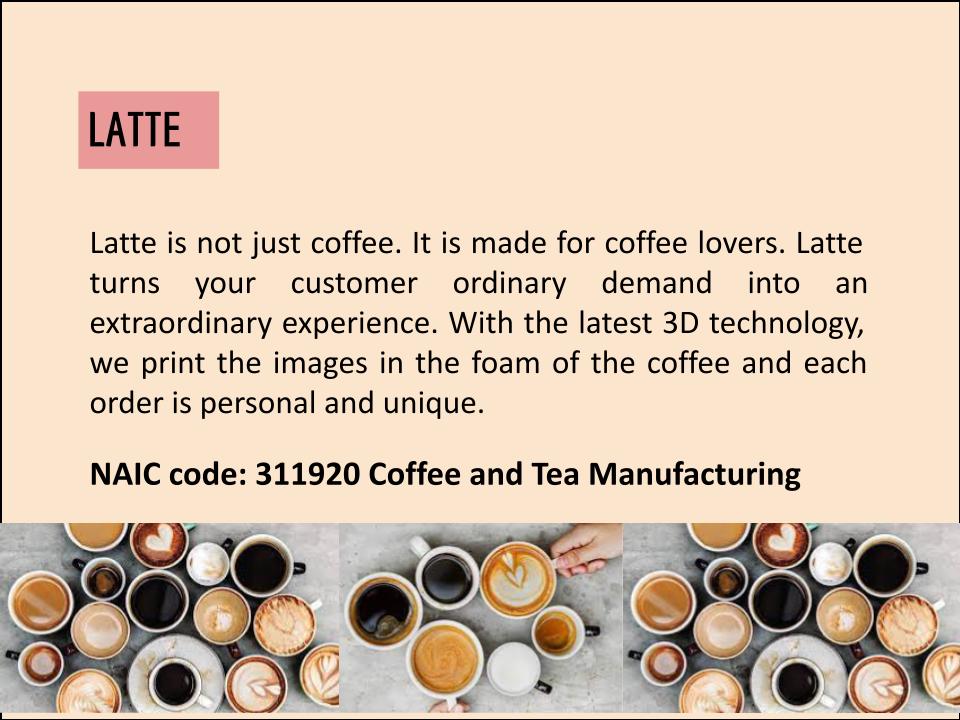 LATTE
Latte is not just coffee. It is made for coffee lovers. Latte
turns your customer ordinary demand into an
extraordinary experience. With the latest 3D technology,
we print the images in the foam of the coffee and each
order is personal and unique.
NAIC code: 311920 Coffee and Tea Manufacturing